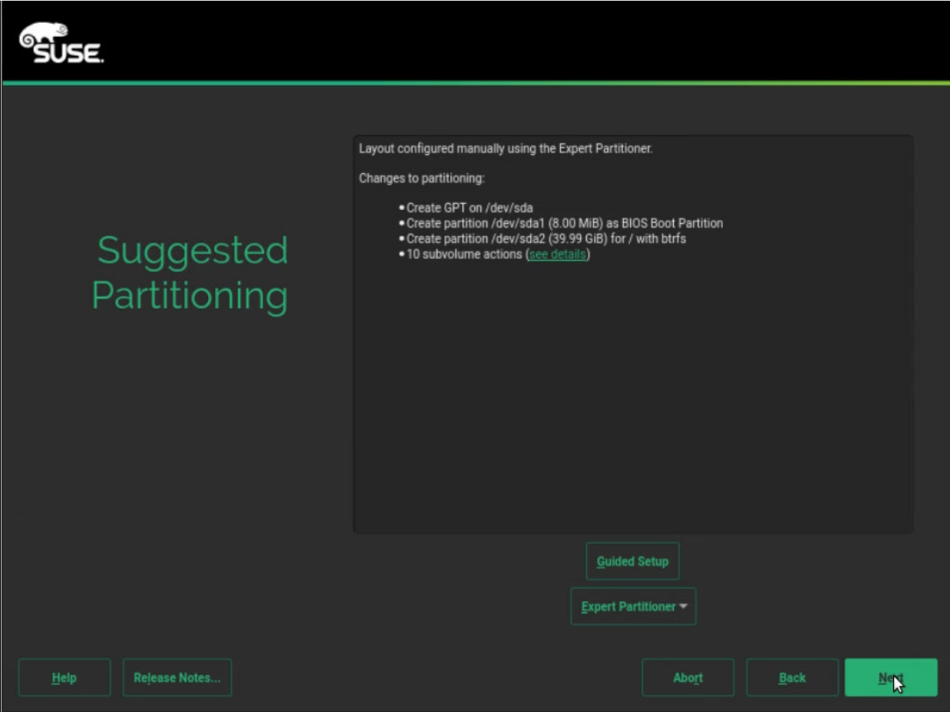 SUSE.
Layout configured manually using the Expert Partitioner.
Changes to partitioning:
• Create GPT on /dev/sda
• Create partition /dev/sda1 (8.00 MiB) as BIOS Boot Partition
• Create partition /dev/sda2 (39.99 GiB) for / with btrfs
• 10 subvolume actions (see details)
Suggested
Partitioning
Guided Setup
Expert Partitioner
Help
Release Notes...
Abort
Back
Next